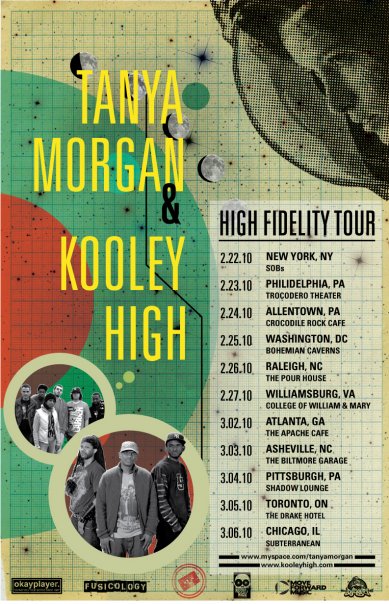 TANYA
MORGAN
&
KOOLEY
HIGH
HIGH FIDELITY TOUR
2.22.10 NEW YORK, NY
SOBs
2.23.10 PHILIDELPHIA, PA
TROCODERO THEATER
2.24.10 ALLENTOWN, PA
CROCODILE ROCK CAFE
2.25.10 WASHINGTON, DC
BOHEMIAN CAVERNS
2.26.10 RALEIGH, NC
THE POUR HOUSE
2.27.10 WILLIAMSBURG, VA
COLLEGE OF WILLIAM & MARY
3.02.10 ATLANTA, GA
THE APACHE CAFE
3.03.10 ASHEVILLE, NC
THE BILTMORE GARAGE
3.04.10 PITTSBURGH, PA
SHADOW LOUNGE
3.05.10 TORONTO, ON
THE DRAKE HOTEL
3.06.10 CHICAGO, IL
SUBTERRANEAN
www.myspace.com/tanyamorgan
www.kooleyhigh.com
okayplayer.
FUSICOLOGY
MOVE
FORWARD